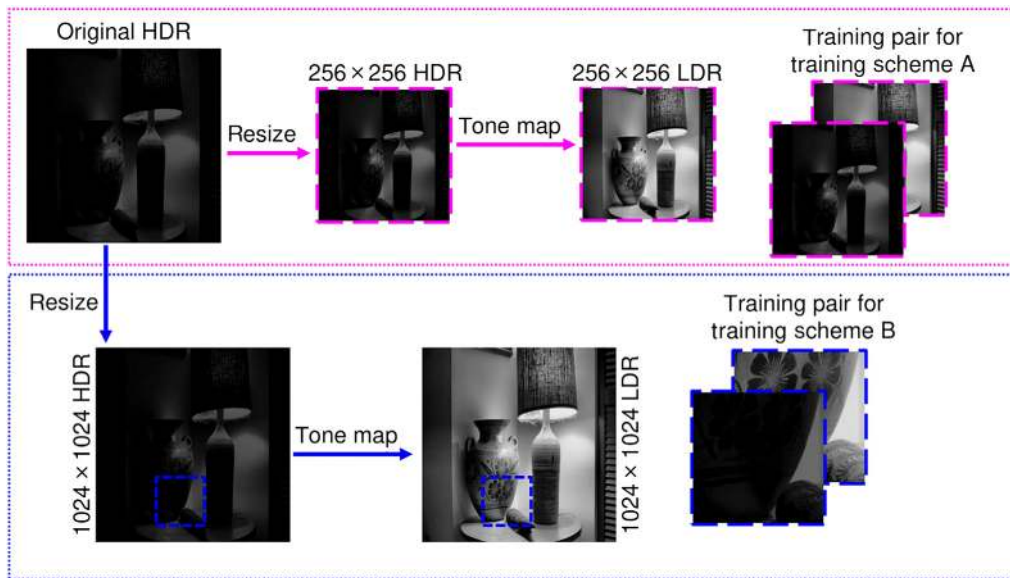 Original HDR
Resize
256×256 HDR
Tone map
256×256 LDR
Training pair for
training scheme A
Resize
1024×1024 HDR
Tone map
1024×1024 LDR
Training pair for
training scheme B